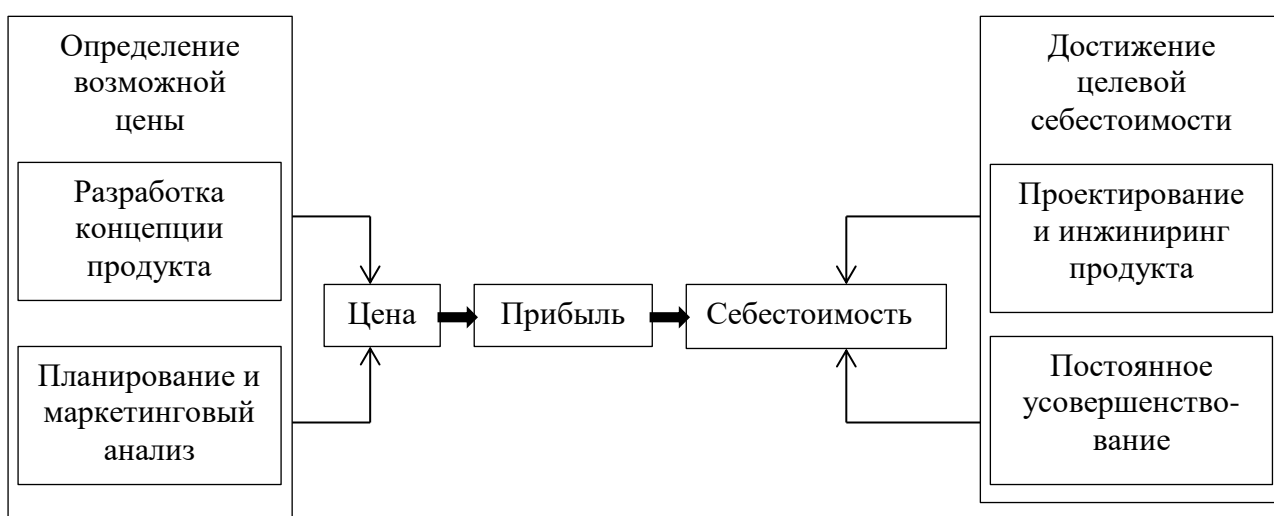 Определение
возможной
цены
Разработка
концепции
продукта
Планирование и
маркетинговый
анализ
Цена
Прибыль
Себестоимость
Достижение
целевой
себестоимости
Проектирование
и инжиниринг
продукта
Постоянное
усовершенство-
вание